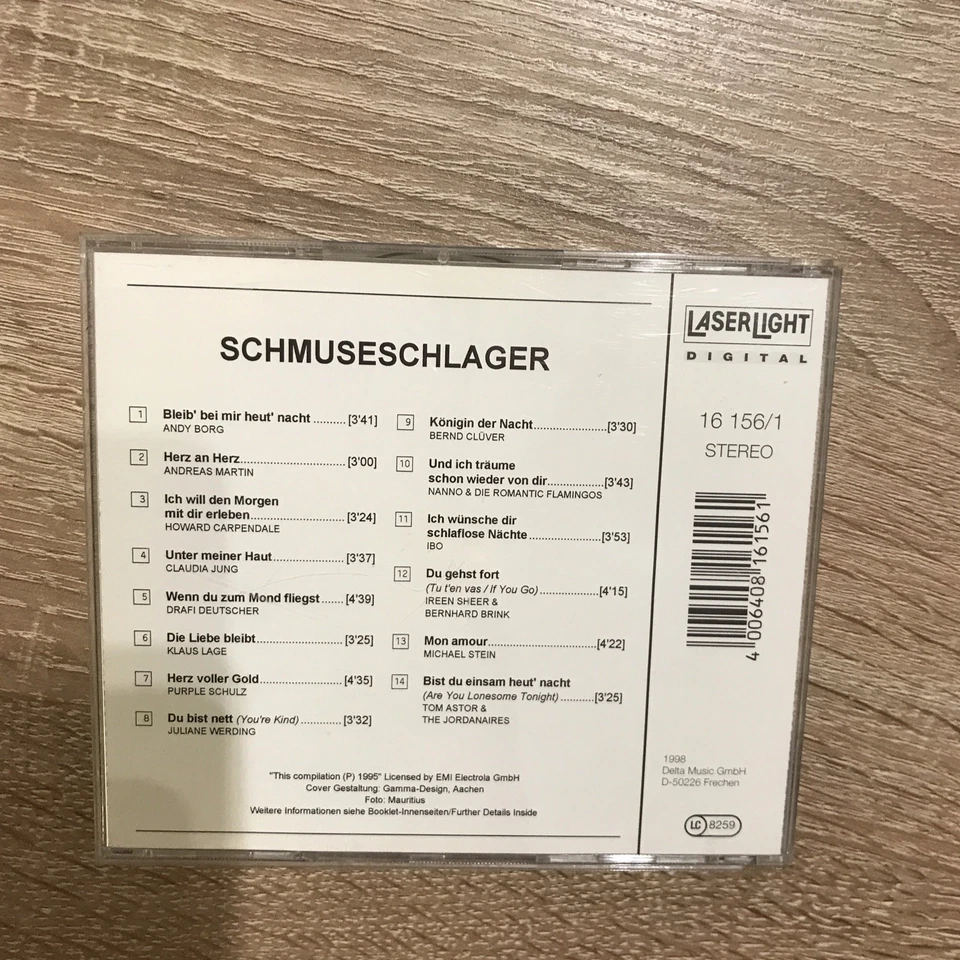 SCHMUSESCHLAGER
1 Bleib' bei mir heut' nacht .......... [3'41]
ANDY BORG
2 Herz an Herz........................... [3'00]
ANDREAS MARTIN
3 Ich will den Morgen
mit dir erleben............................ [3'24]
HOWARD CARPENDALE
4 Unter meiner Haut.................. [3'37]
CLAUDIA JUNG
5 Wenn du zum Mond fliegst ....... [4'39]
DRAFI DEUTSCHER
6 Die Liebe bleibt...................... [3'25]
KLAUS LAGE
7 Herz voller Gold..................... [4'35]
PURPLE SCHULZ
8 Du bist nett (You're Kind) ............ [3'32]
JULIANE WERDING
9 Königin der Nacht..................[3'30]
BERND CLÜVER
10 Und ich träume
schon wieder von dir..............[3'43]
NANNO & DIE ROMANTIC FLAMINGOS
11 Ich wünsche dir
schlaflose Nächte..................[3'53]
IBO
12 Du gehst fort
(Tu t'en vas / If You Go)...............[4'15]
IREEN SHEER &
BERNHARD BRINK
13 Mon amour...........................[4'22]
MICHAEL STEIN
14 Bist du einsam heut' nacht
(Are You Lonesome Tonight) .........[3'25]
TOM ASTOR &
THE JORDANAIRES
"This compilation (P) 1995" Licensed by EMI Electrola GmbH
Cover Gestaltung: Gamma-Design, Aachen
Foto: Mauritius
Weitere Informationen siehe Booklet-Innenseiten/Further Details Inside
LASERLIGHT
DIGITAL
16 156/1
STEREO
4 006408 161561
1998
Delta Music GmbH
D-50226 Frechen
LC 8259